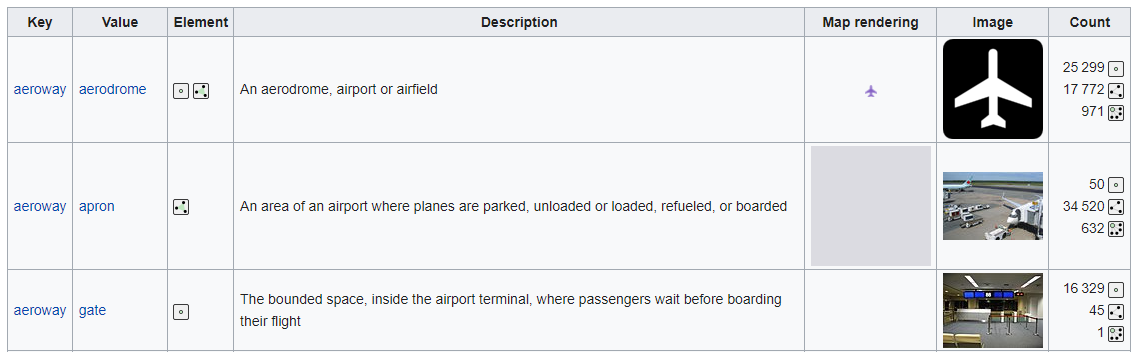 Key Value Element Description Map rendering Image Count
25 299
aeroway aerodrome An aerodrome, airport or airfield 17 772
971
50
aeroway apron An area of an airport where planes are parked, unloaded or loaded, refueled, or boarded 34 520
632
16 329
The bounded space, inside the airport terminal, where passengers wait before boarding
aeroway gate 45
their flight
1